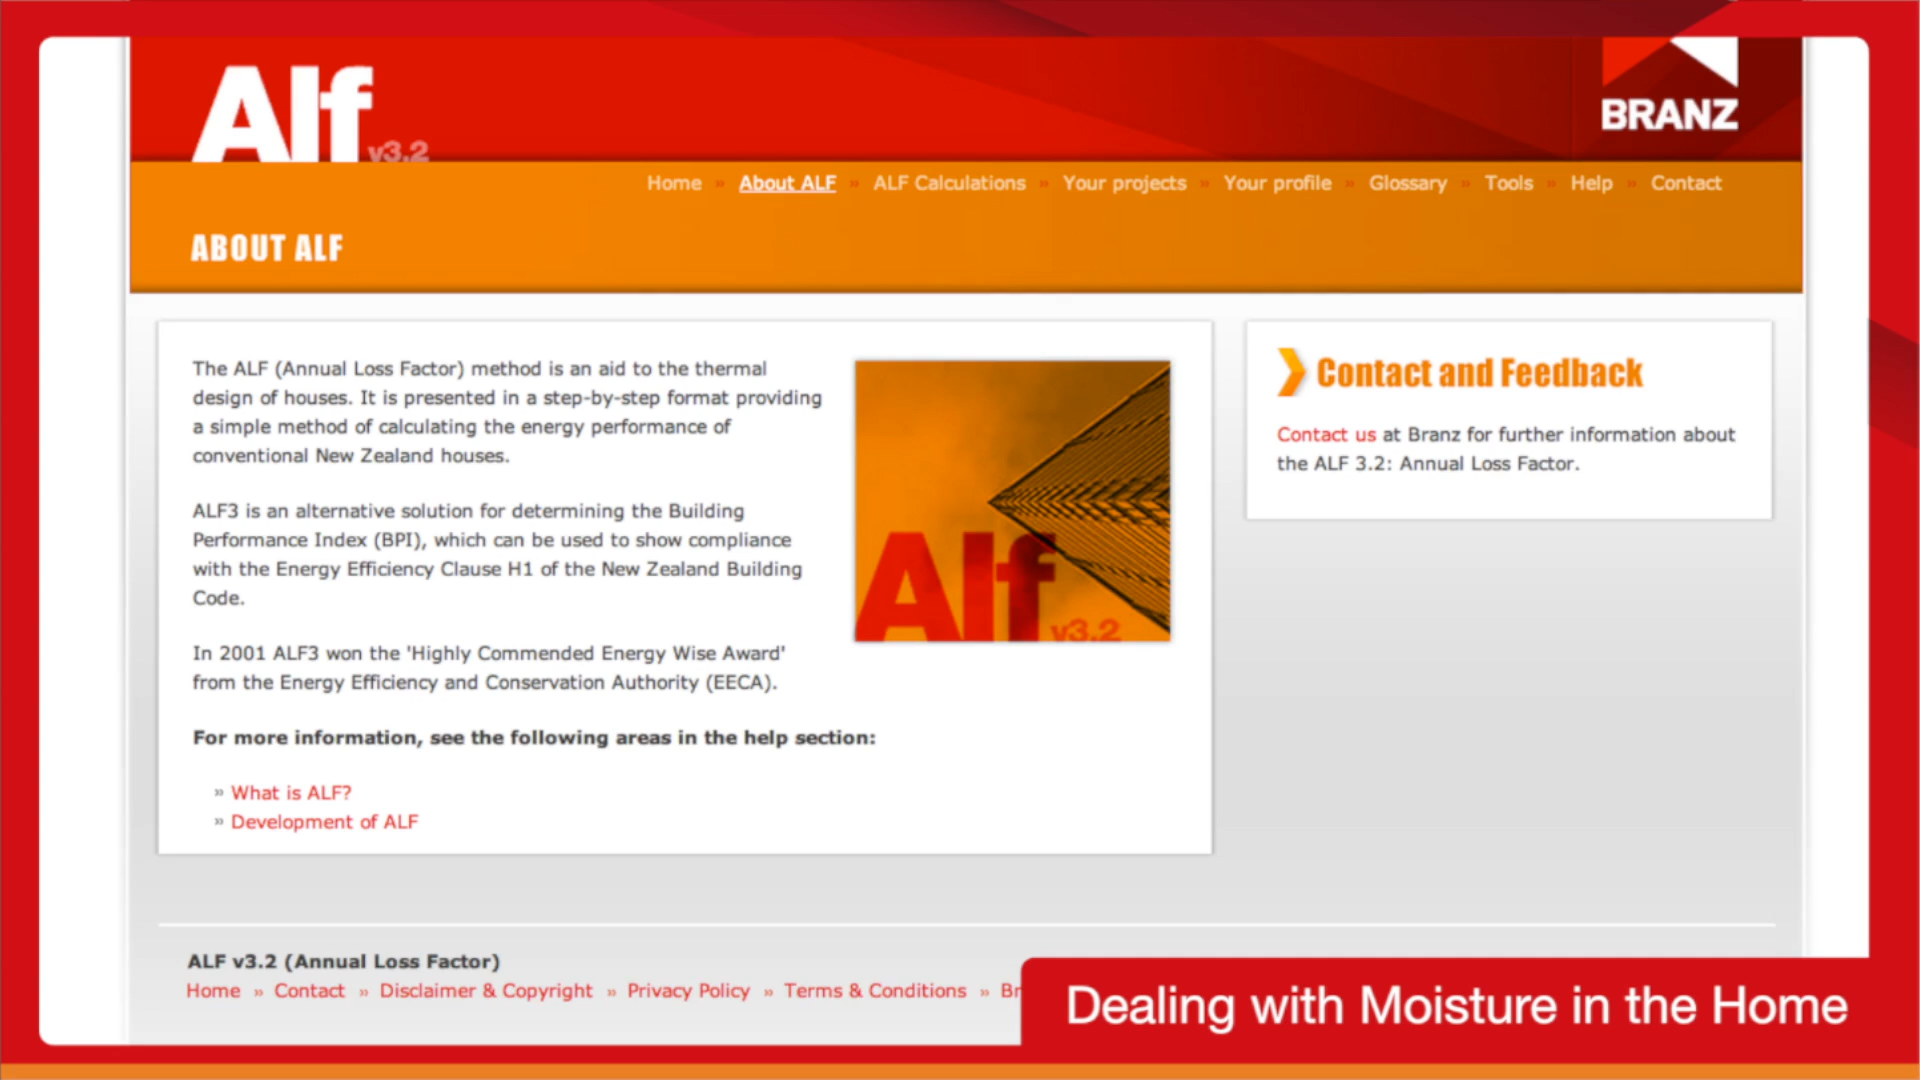 Alf v3.2
BRANZ
Home » About ALF » ALF Calculations » Your projects » Your profile » Glossary » Tools » Help » Contact
ABOUT ALF
The ALF (Annual Loss Factor) method is an aid to the thermal
design of houses. It is presented in a step-by-step format providing
a simple method of calculating the energy performance of
conventional New Zealand houses.
ALF3 is an alternative solution for determining the Building
Performance Index (BPI), which can be used to show compliance
with the Energy Efficiency Clause H1 of the New Zealand Building
Code.
In 2001 ALF3 won the 'Highly Commended Energy Wise Award'
from the Energy Efficiency and Conservation Authority (EECA).
For more information, see the following areas in the help section:
» What is ALF?
» Development of ALF
Alf v3.2
Contact and Feedback
Contact us at Branz for further information about
the ALF 3.2: Annual Loss Factor.
ALF v3.2 (Annual Loss Factor)
Home » Contact » Disclaimer & Copyright » Privacy Policy » Terms & Conditions »
Dealing with Moisture in the Home